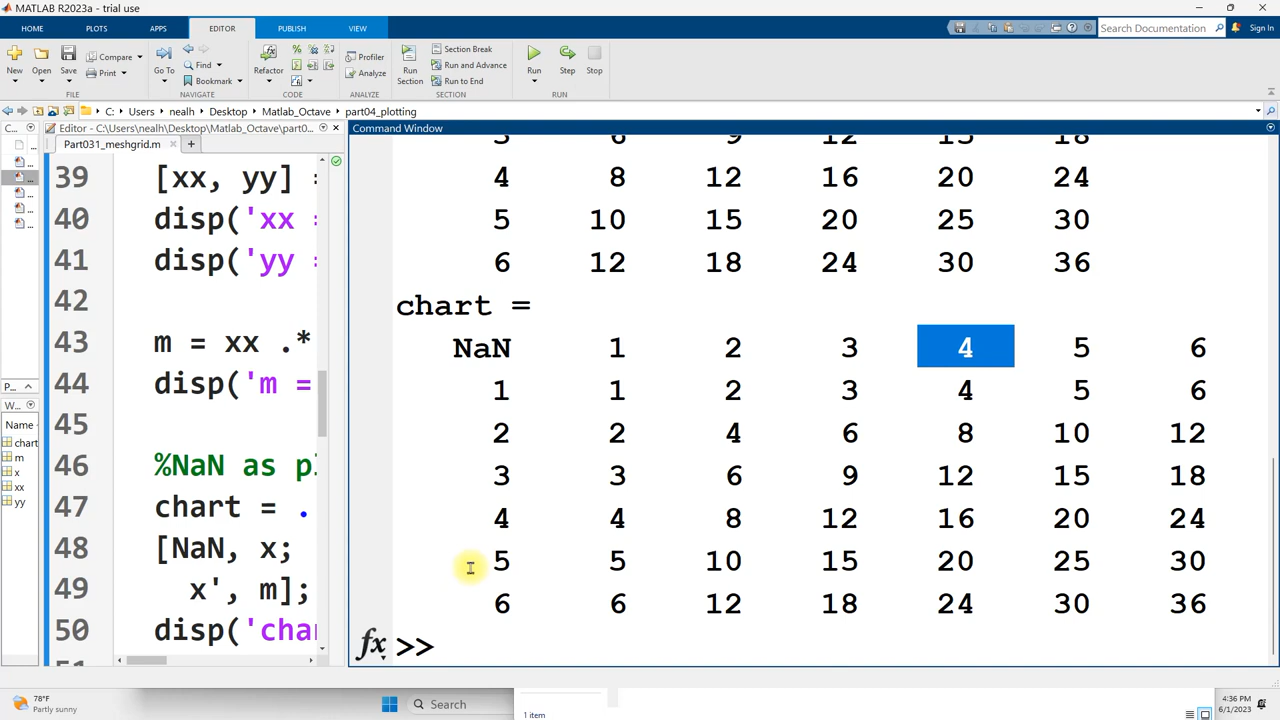 MATLAB R2023a - trial use
HOME PLOTS APPS EDITOR PUBLISH VIEW
Search Documentation
Sign In
New Open Save Compare Print
Go To Find Bookmark
Refactor
Profiler
Analyze
Run Section
Section Break
Run and Advance
Run to End
Run Step Stop
FILE NAVIGATE CODE ANALYZE SECTION RUN
C: Users nealh Desktop Matlab_Octave part04_plotting
C...
Editor - C:\Users\nealh\Desktop\Matlab_Octave\part0...
Command Window
Part031_meshgrid.m
39 [xx, yy] =
40 disp('xx =
41 disp('yy =
42
43 m = xx .*
44 disp('m =
45
46 %NaN as pl
47 chart = .
48 [NaN, x;
49 x', m];
50 disp('char
51
P...
W...
Name
chart
m
x
xx
yy
3 6 9 12 15 18
4 8 12 16 20 24
5 10 15 20 25 30
6 12 18 24 30 36
chart =
NaN 1 2 3 4 5 6
1 1 2 3 4 5 6
2 2 4 6 8 10 12
3 3 6 9 12 15 18
4 4 8 12 16 20 24
5 5 10 15 20 25 30
6 6 12 18 24 30 36
fx >>
78°F
Partly sunny
Search
1 item
4:36 PM
6/1/2023